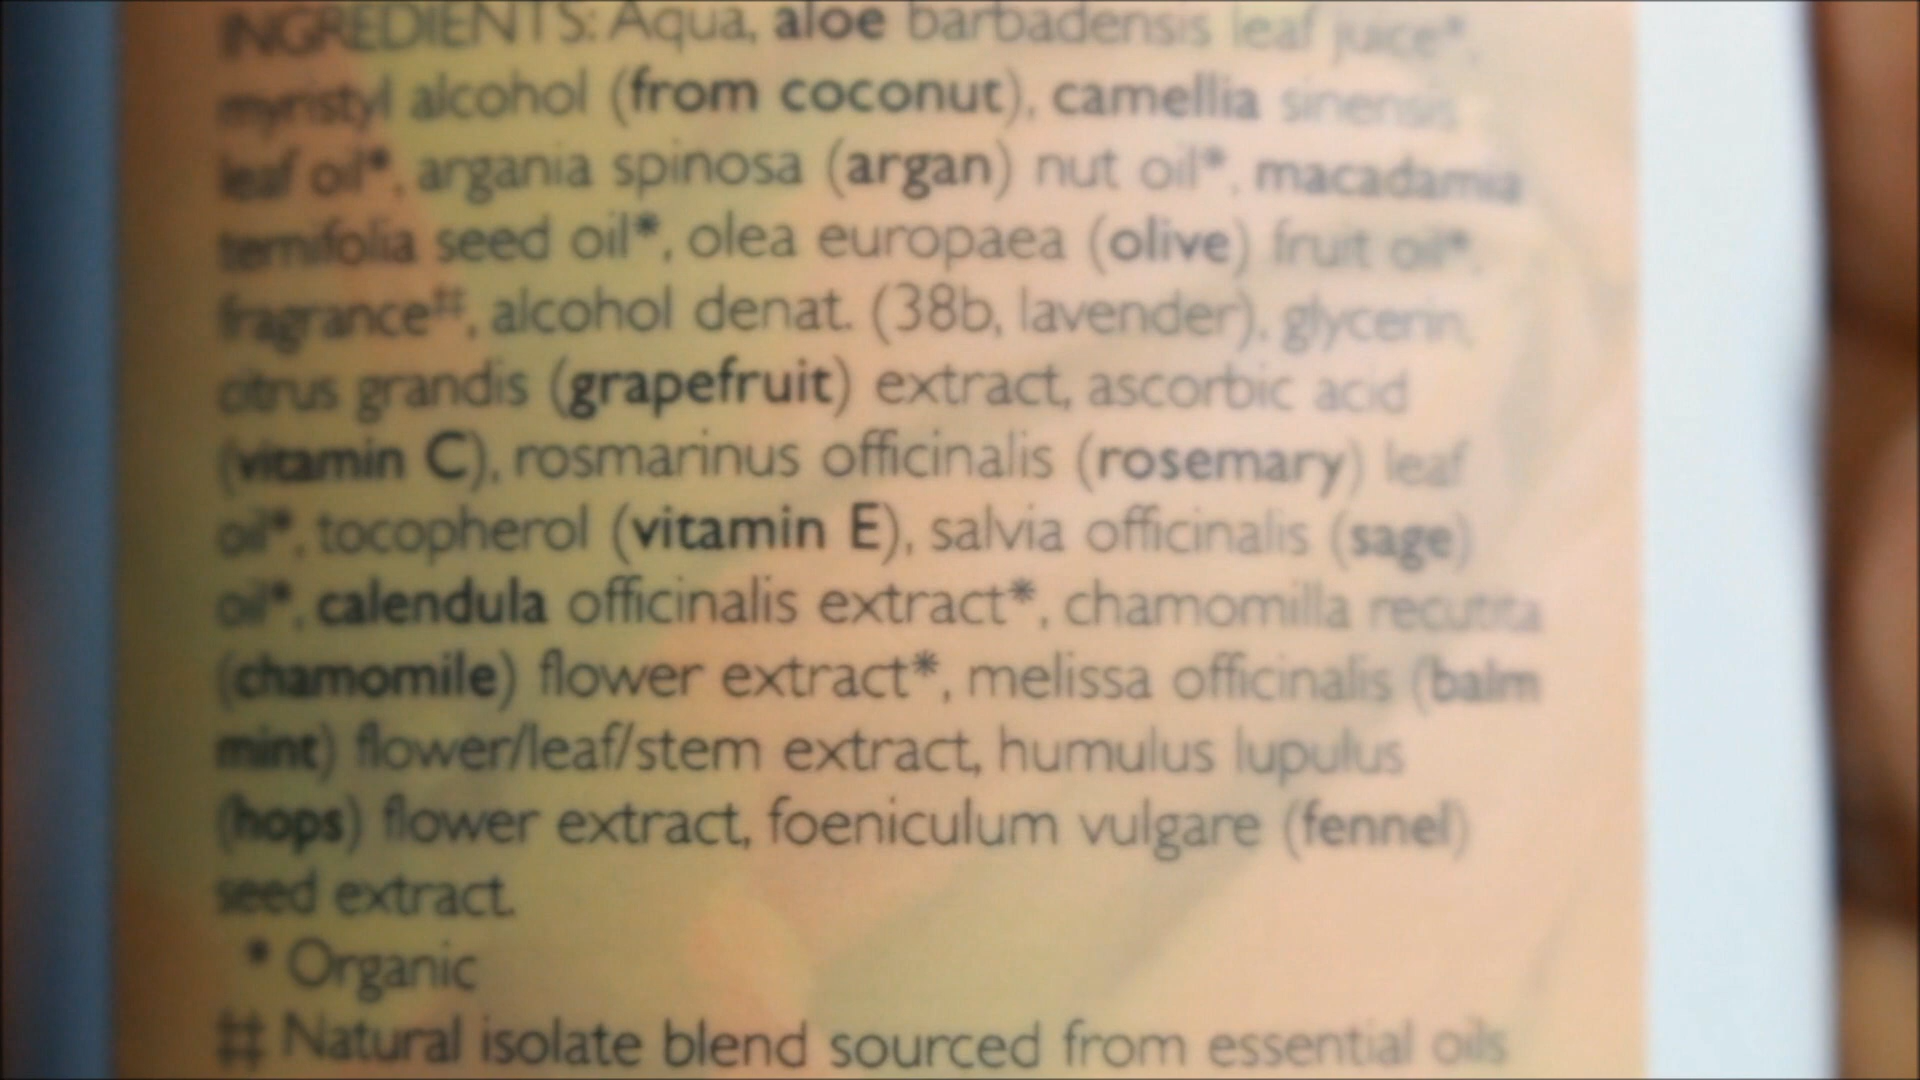 INGREDIENTS: Aqua, aloe barbadensis leaf juice*,
myristyl alcohol (from coconut), camellia sinensis
leaf oil*, argania spinosa (argan) nut oil*, macadamia
ternifolia seed oil*, olea europaea (olive) fruit oil*,
fragrance‡‡, alcohol denat. (38b, lavender), glycerin,
citrus grandis (grapefruit) extract, ascorbic acid
(vitamin C), rosmarinus officinalis (rosemary) leaf
oil*, tocopherol (vitamin E), salvia officinalis (sage)
oil*, calendula officinalis extract*, chamomilla recutita
(chamomile) flower extract*, melissa officinalis (balm
mint) flower/leaf/stem extract, humulus lupulus
(hops) flower extract, foeniculum vulgare (fennel)
seed extract.
* Organic
‡‡ Natural isolate blend sourced from essential oils